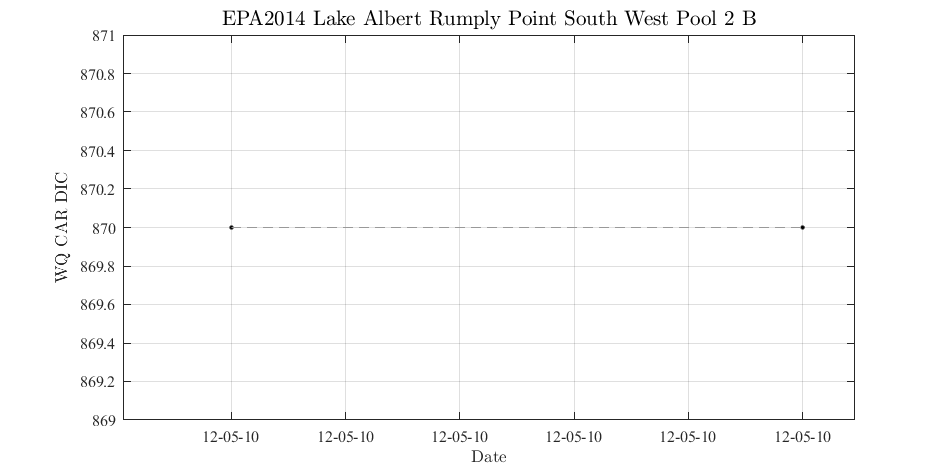 EPA2014 Lake Albert Rumply Point South West Pool 2 B
871
870.8
870.6
870.4
870.2
870
869.8
869.6
869.4
869.2
869
WQ CAR DIC
12-05-10 12-05-10 12-05-10 12-05-10 12-05-10 12-05-10
Date